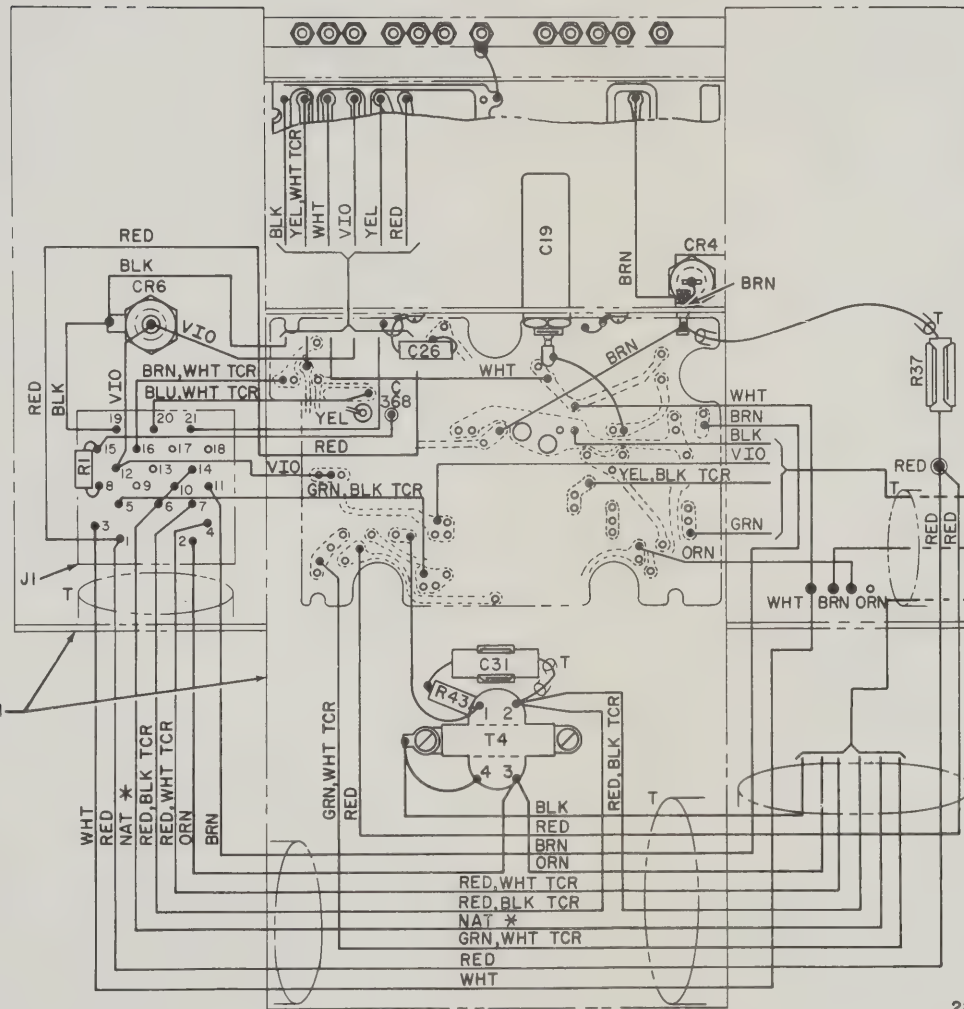 BLK
YEL,WHT TCR
WHT
VIO
YEL
RED
C19
BRN
CR4
BRN
RED
BLK
CR6
VIO
T
R37
C26
BRN
WHT
BRN,WHT TCR
BLU,WHT TCR
C
368
YEL
RED
BLK
VIO
19 20 21
R1
15 16 17 18
12 13 14
8 9 10 11
5 6 7
3 4
1 2
RED
VIO
GRN,BLK TCR
WHT
BRN
BLK
VIO
YEL,BLK TCR
GRN
ORN
RED
T
RED
RED
J1
T
WHT BRN ORN
C31
T
R43
1 2
T4
4 3
RED,BLK TCR
GRN,WHT TCR
RED
WHT
RED
NAT *
RED,BLK TCR
RED,WHT TCR
ORN
BRN
T
BLK
RED
BRN
ORN
RED,WHT TCR
RED,BLK TCR
NAT *
GRN,WHT TCR
RED
WHT